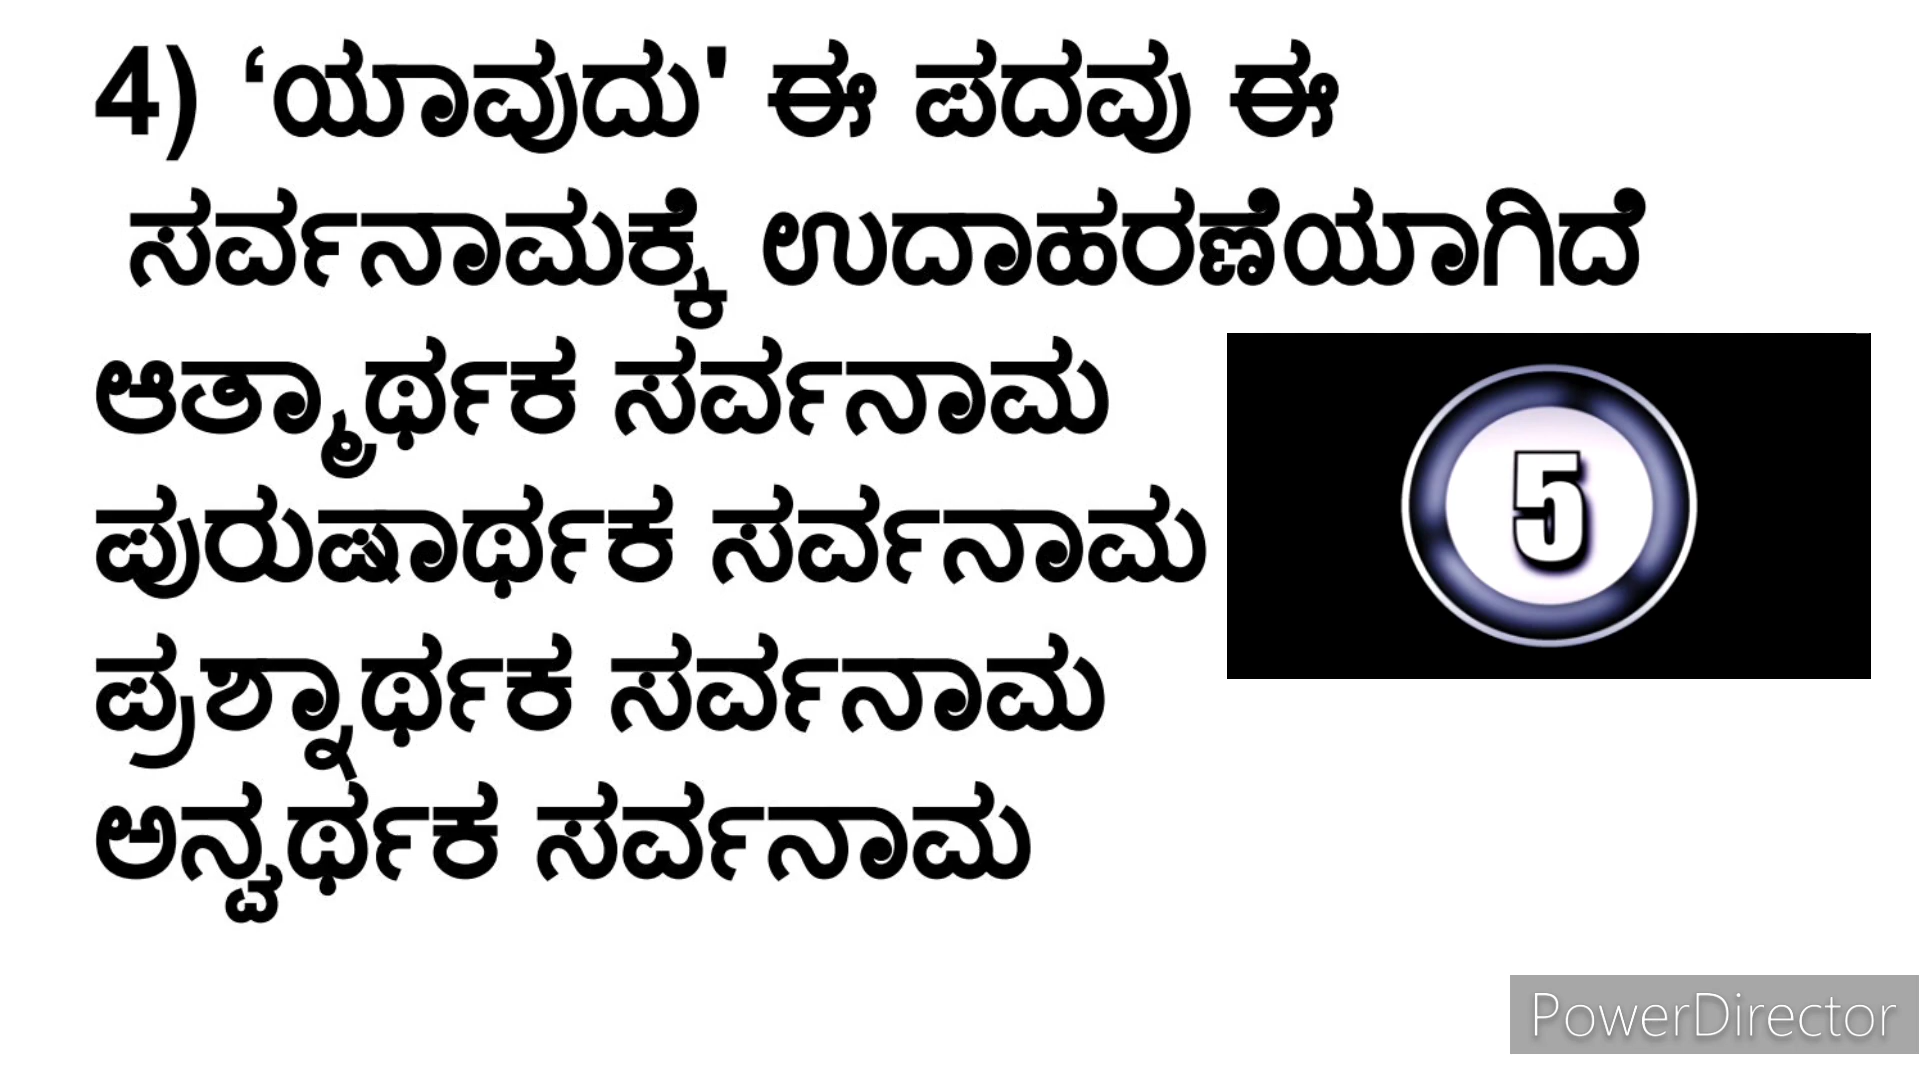 4) ‘ಯಾವುದು' ಈ ಪದವು ಈ
ಸರ್ವನಾಮಕ್ಕೆ ಉದಾಹರಣೆಯಾಗಿದೆ
ಆತ್ಮಾರ್ಥಕ ಸರ್ವನಾಮ
ಪುರುಷಾರ್ಥಕ ಸರ್ವನಾಮ
5
ಪ್ರಶ್ನಾರ್ಥಕ ಸರ್ವನಾಮ
ಅನ್ವರ್ಥಕ ಸರ್ವನಾಮ
PowerDirector